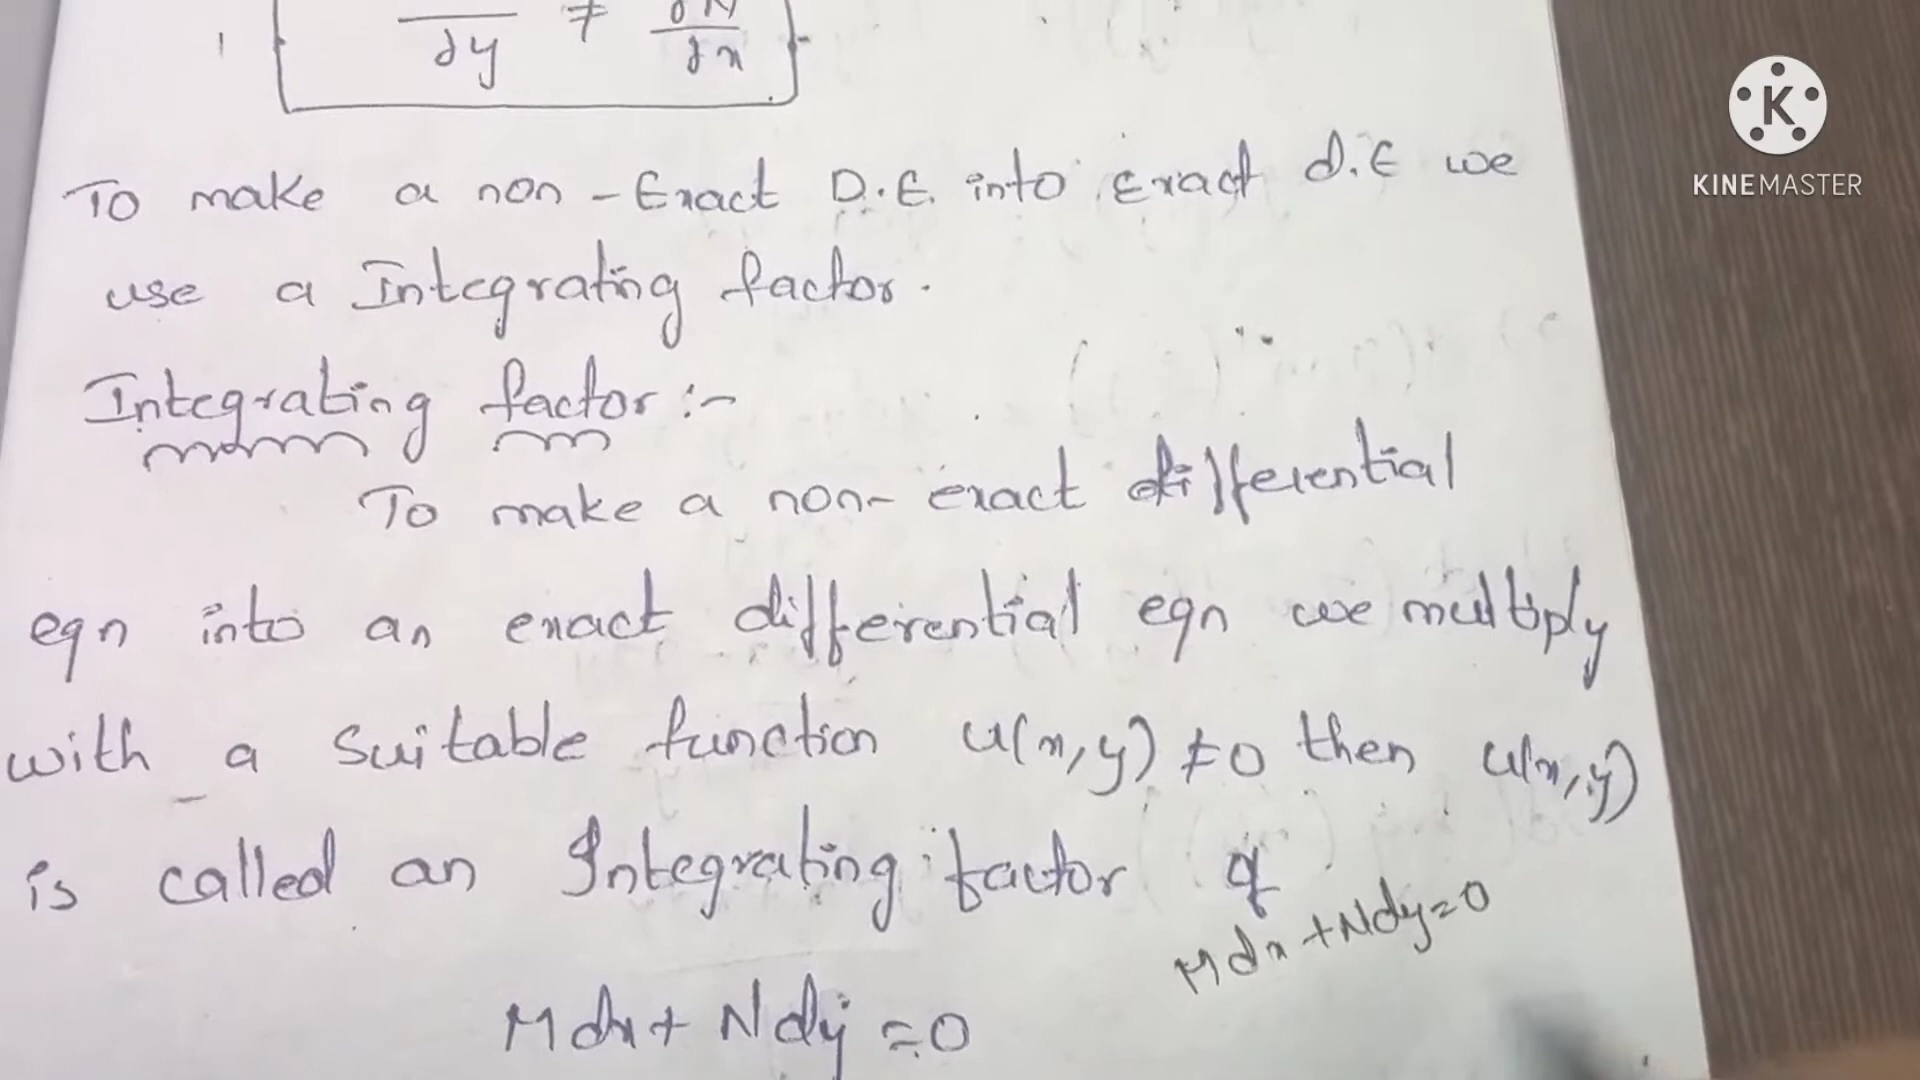 ∂y ≠ ∂N/∂x
To make a non-Exact D.E. into Exact d.E we
use a Integrating factor.
Integrating factor:-
To make a non-exact differential
eqn into an exact differential eqn we multiply
with a suitable function u(x,y) ≠ 0 then u(x,y)
is called an Integrating factor of
Mdx+Ndy=0
Mdx+Ndy=0
KINEMASTER